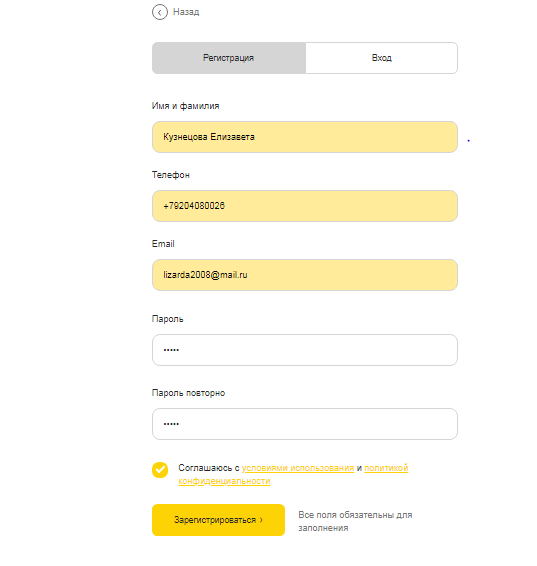 Назад
Регистрация Вход
Имя и фамилия
Кузнецова Елизавета
Телефон
+79204080026
Email
lizarda2008@mail.ru
Пароль
•••••
Пароль повторно
•••••
Соглашаюсь с условиями использования и политикой
конфиденциальности
Зарегистрироваться ›
Все поля обязательны для
заполнения